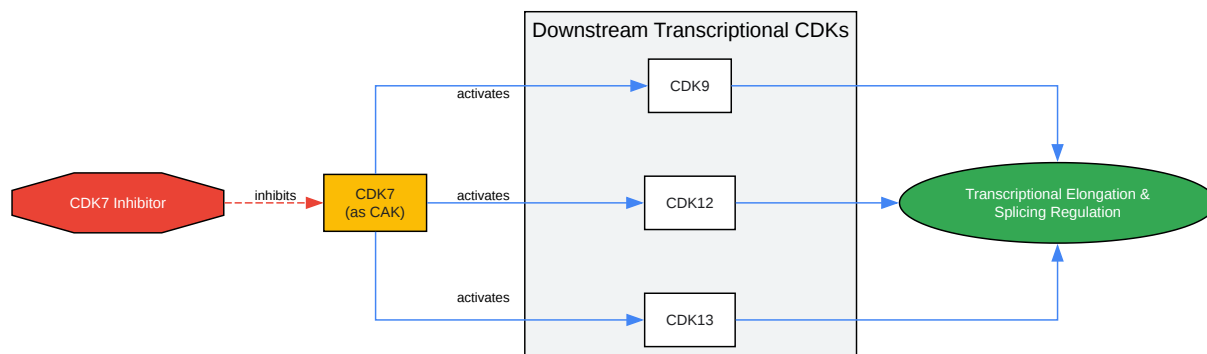 Downstream Transcriptional CDKs
CDK9
activates
CDK7 Inhibitor
inhibits
CDK7
(as CAK)
activates
CDK12
Transcriptional Elongation &
Splicing Regulation
activates
CDK13